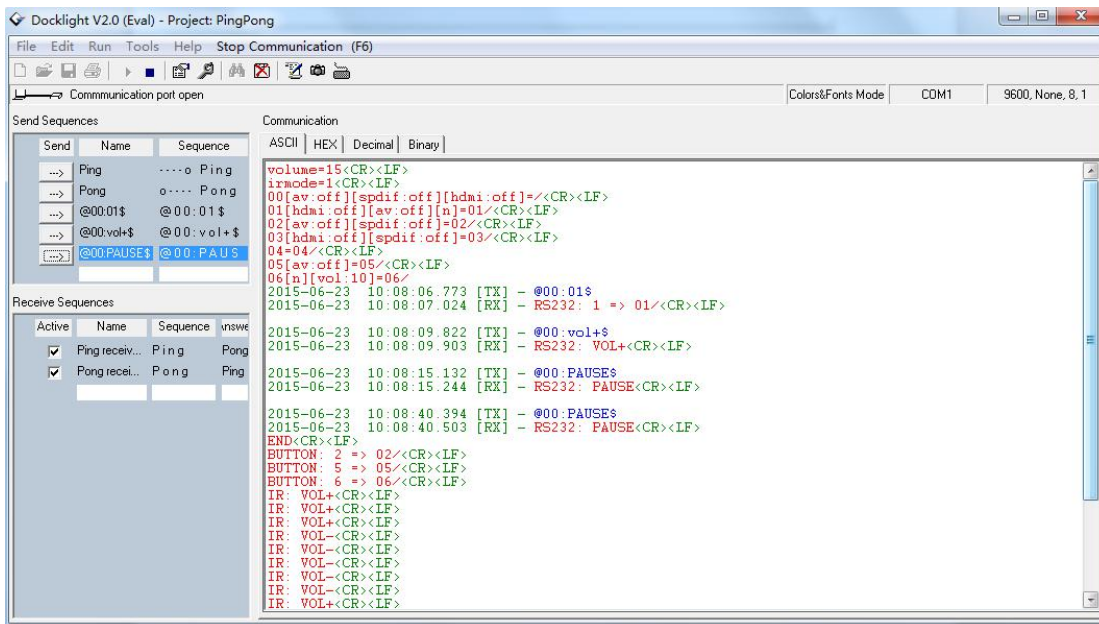 Docklight V2.0 (Eval) - Project: PingPong
File Edit Run Tools Help Stop Communication (F6)
Commmunication port open Colors&Fonts Mode COM1 9600, None, 8, 1
Send Sequences
Send Name Sequence
---> Ping ----o Ping
---> Pong o---- Pong
---> @00:01$ @00:01$
---> @00:vol+$ @00:vol+$
---> @00:PAUSE$ @00:PAUS
Receive Sequences
Active Name Sequence Answe
Ping receiv... Ping Pong
Pong recei... Pong Ping
Communication
ASCII HEX Decimal Binary
volume=15<CR><LF>
irmode=1<CR><LF>
00[av:off][spdif:off][hdmi:off]=/<CR><LF>
01[hdmi:off][av:off][n]=01/<CR><LF>
02[av:off][spdif:off]=02/<CR><LF>
03[hdmi:off][spdif:off]=03/<CR><LF>
04=04/<CR><LF>
05[av:off]=05/<CR><LF>
06[n][vol:10]=06/
2015-06-23 10:08:06.773 [TX] - @00:01$
2015-06-23 10:08:07.024 [RX] - RS232: 1 => 01/<CR><LF>
2015-06-23 10:08:09.822 [TX] - @00:vol+$
2015-06-23 10:08:09.903 [RX] - RS232: VOL+<CR><LF>
2015-06-23 10:08:15.132 [TX] - @00:PAUSE$
2015-06-23 10:08:15.244 [RX] - RS232: PAUSE<CR><LF>
2015-06-23 10:08:40.394 [TX] - @00:PAUSE$
2015-06-23 10:08:40.503 [RX] - RS232: PAUSE<CR><LF>
END<CR><LF>
BUTTON: 2 => 02/<CR><LF>
BUTTON: 5 => 05/<CR><LF>
BUTTON: 6 => 06/<CR><LF>
IR: VOL+<CR><LF>
IR: VOL+<CR><LF>
IR: VOL+<CR><LF>
IR: VOL-<CR><LF>
IR: VOL-<CR><LF>
IR: VOL-<CR><LF>
IR: VOL-<CR><LF>
IR: VOL-<CR><LF>
IR: VOL+<CR><LF>